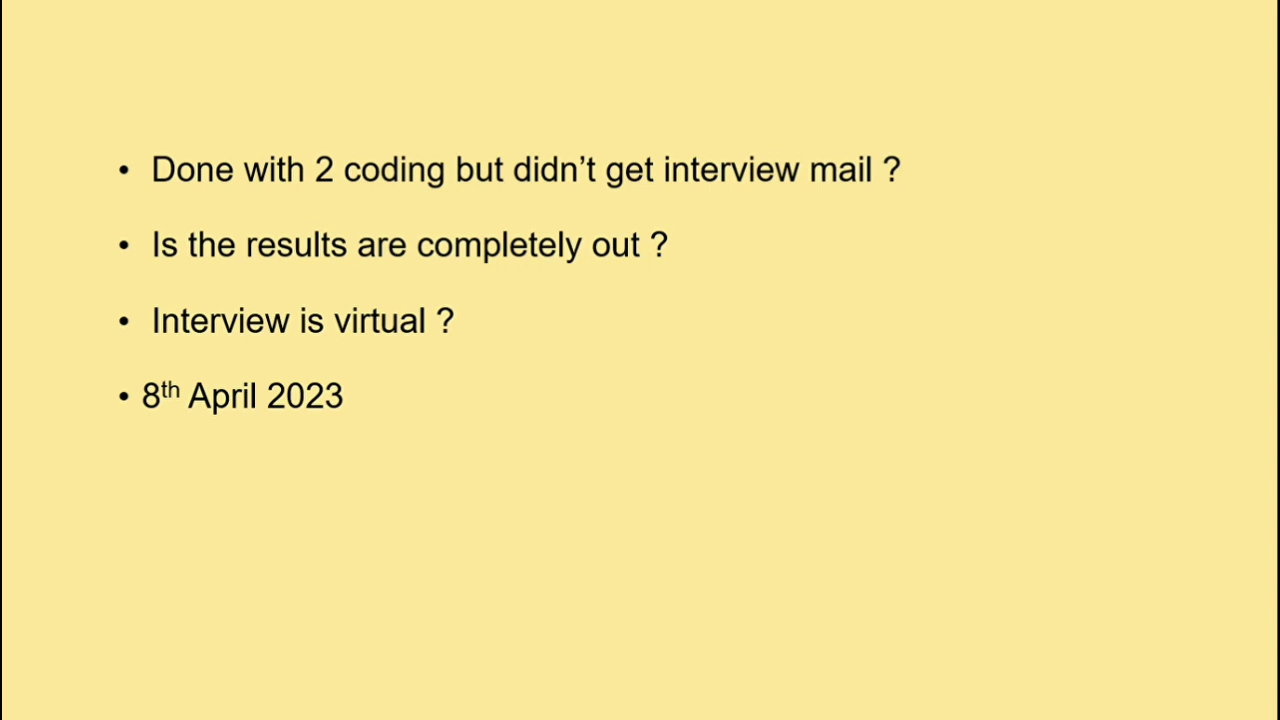 • Done with 2 coding but didn’t get interview mail ?
• Is the results are completely out ?
• Interview is virtual ?
• 8th April 2023